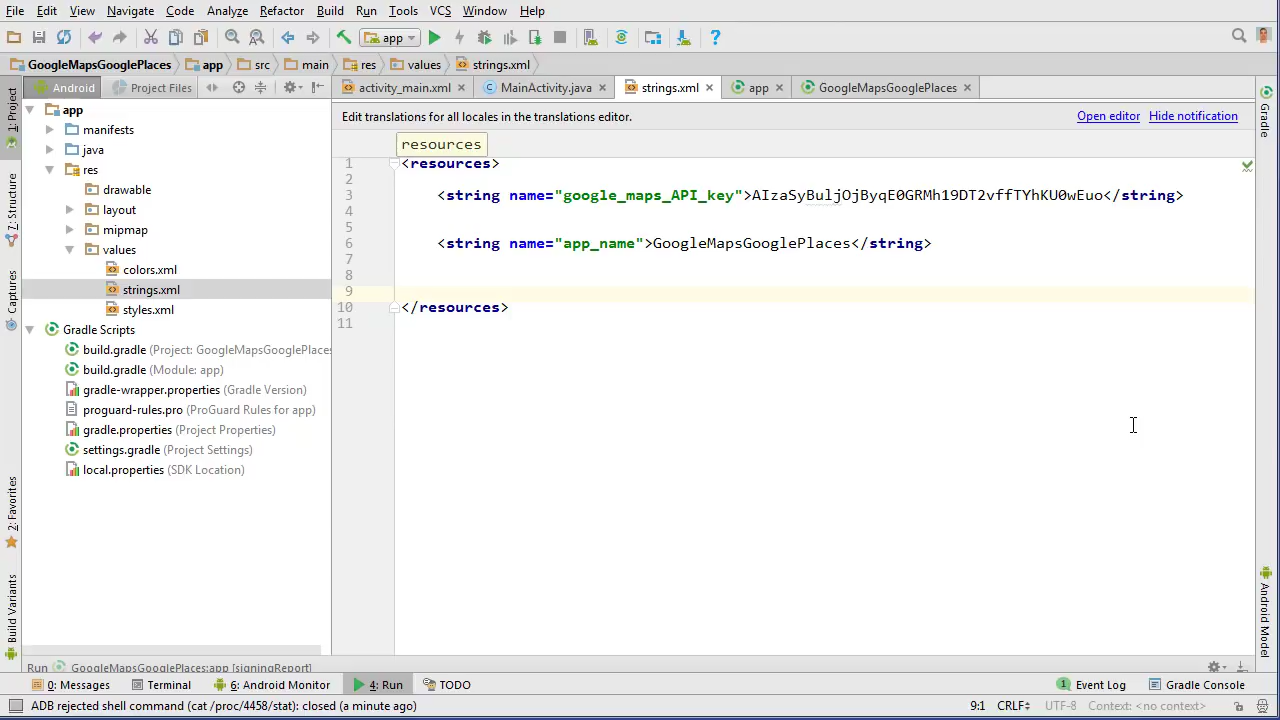 File Edit View Navigate Code Analyze Refactor Build Run Tools VCS Window Help
app
GoogleMapsGooglePlaces app src main res values strings.xml
Android Project Files
activity_main.xml MainActivity.java strings.xml app GoogleMapsGooglePlaces
Edit translations for all locales in the translations editor. Open editor Hide notification
resources
1 <resources>
2
3 <string name="google_maps_API_key">AIzaSyBuljOjByqE0GRMh19DT2vffTYhKU0wEuo</string>
4
5
6 <string name="app_name">GoogleMapsGooglePlaces</string>
7
8
9
10 </resources>
11
app
manifests
java
res
drawable
layout
mipmap
values
colors.xml
strings.xml
styles.xml
Gradle Scripts
build.gradle (Project: GoogleMapsGooglePlaces
build.gradle (Module: app)
gradle-wrapper.properties (Gradle Version)
proguard-rules.pro (ProGuard Rules for app)
gradle.properties (Project Properties)
settings.gradle (Project Settings)
local.properties (SDK Location)
1: Project
7: Structure
Captures
2: Favorites
Build Variants
Gradle
Android Model
Run GoogleMapsGooglePlaces:app [signingReport]
0: Messages Terminal 6: Android Monitor 4: Run TODO 1 Event Log Gradle Console
ADB rejected shell command (cat /proc/4458/stat): closed (a minute ago) 9:1 CRLF UTF-8 Context: <no context>